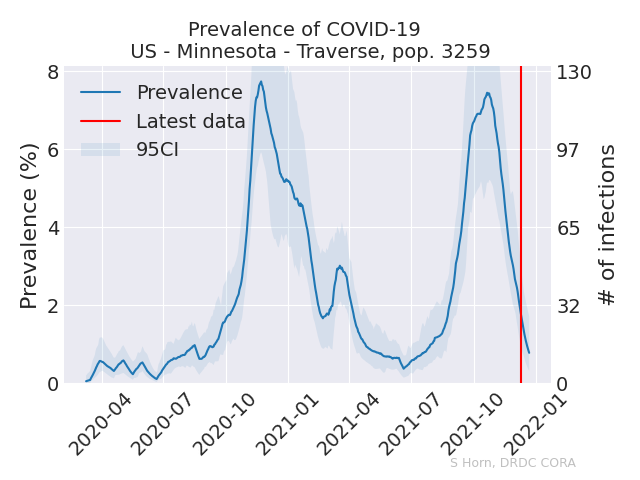 Prevalence of COVID-19
US - Minnesota - Traverse, pop. 3259
Prevalence
Latest data
95CI
Prevalence (%)
8
6
4
2
0
# of infections
130
97
65
32
0
2020-04
2020-07
2020-10
2021-01
2021-04
2021-07
2021-10
2022-01
S Horn, DRDC CORA